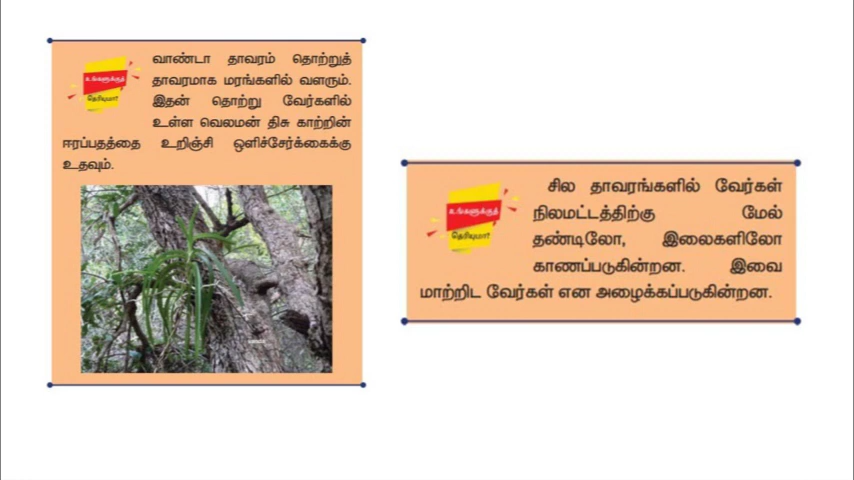 உங்களுக்குத்
தெரியுமா?
வாண்டா தாவரம் தொற்றுத்
தாவரமாக மரங்களில் வளரும்.
இதன் தொற்று வேர்களில்
உள்ள வெலமன் திசு காற்றின்
ஈரப்பதத்தை உறிஞ்சி ஒளிச்சேர்க்கைக்கு
உதவும்.
உங்களுக்குத்
தெரியுமா?
சில தாவரங்களில் வேர்கள்
நிலமட்டத்திற்கு மேல்
தண்டிலோ, இலைகளிலோ
காணப்படுகின்றன. இவை
மாற்றிட வேர்கள் என அழைக்கப்படுகின்றன.